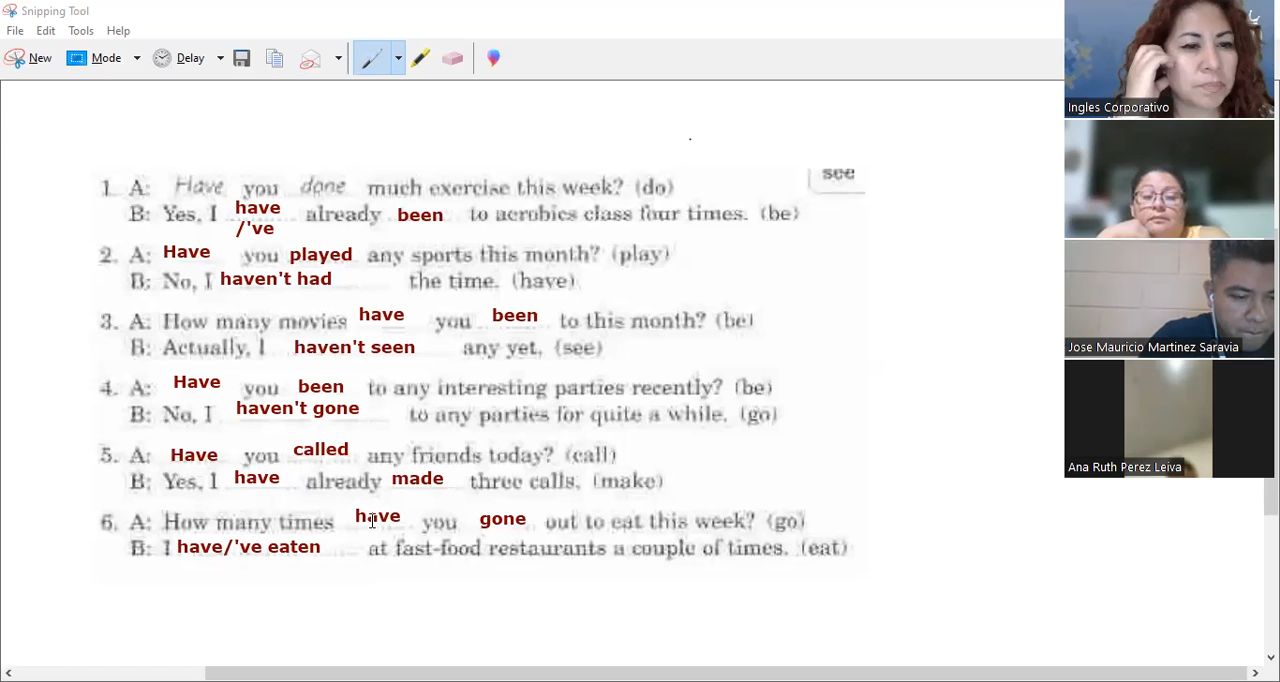 Snipping Tool
File Edit Tools Help
New Mode Delay
see
1. A: Have you done much exercise this week? (do)
B: Yes, I have already been to aerobics class four times. (be)
/'ve
2. A: Have you played any sports this month? (play)
B: No, I haven't had the time. (have)
3. A: How many movies have you been to this month? (be)
B: Actually, I haven't seen any yet. (see)
4. A: Have you been to any interesting parties recently? (be)
B: No, I haven't gone to any parties for quite a while. (go)
5. A: Have you called any friends today? (call)
B: Yes, I have already made three calls. (make)
6. A: How many times have you gone out to eat this week? (go)
B: I have/'ve eaten at fast-food restaurants a couple of times. (eat)
Ingles Corporativo
Jose Mauricio Martinez Saravia
Ana Ruth Perez Leiva